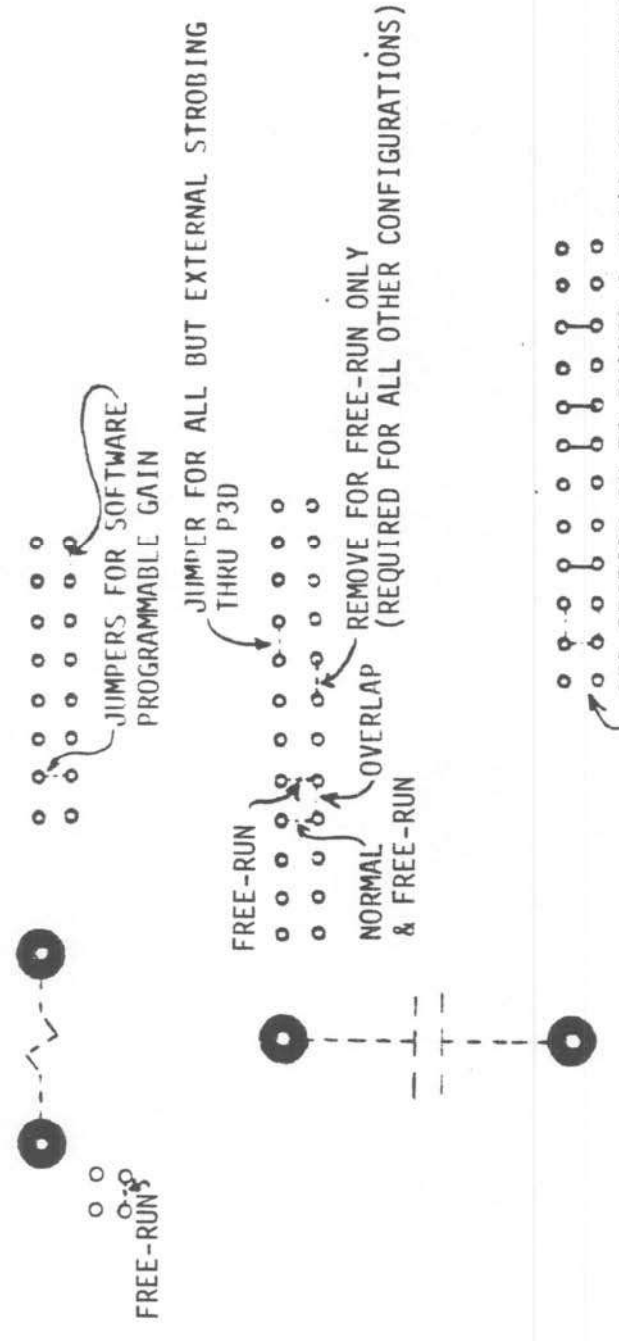 JUMPERS FOR SOFTWARE
PROGRAMMABLE GAIN
FREE-RUN
JUMPER FOR ALL BUT EXTERNAL STROBING
THRU P3D
FREE-RUN
OVERLAP
NORMAL
& FREE-RUN
REMOVE FOR FREE-RUN ONLY
(REQUIRED FOR ALL OTHER CONFIGURATIONS)